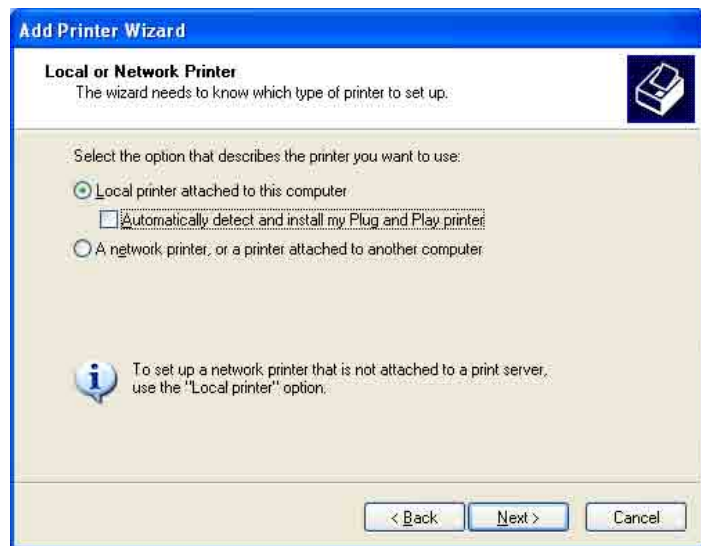 Add Printer Wizard
Local or Network Printer
The wizard needs to know which type of printer to set up.
Select the option that describes the printer you want to use:
Local printer attached to this computer
Automatically detect and install my Plug and Play printer
A network printer, or a printer attached to another computer
To set up a network printer that is not attached to a print server,
use the "Local printer" option.
< Back Next > Cancel